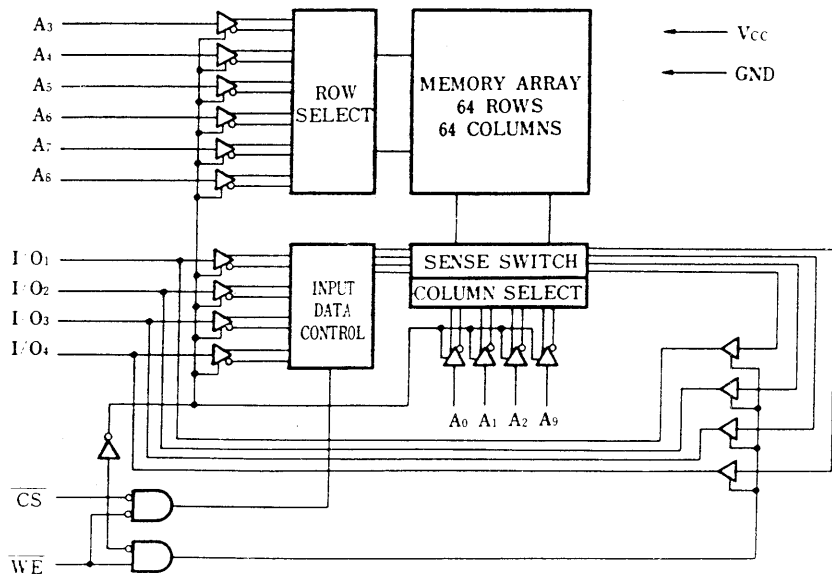 A3
A4
A5
A6
A7
A8
ROW
SELECT
MEMORY ARRAY
64 ROWS
64 COLUMNS
VCC
GND
I/O1
I/O2
I/O3
I/O4
INPUT
DATA
CONTROL
SENSE SWITCH
COLUMN SELECT
A0 A1 A2 A9
CS
WE